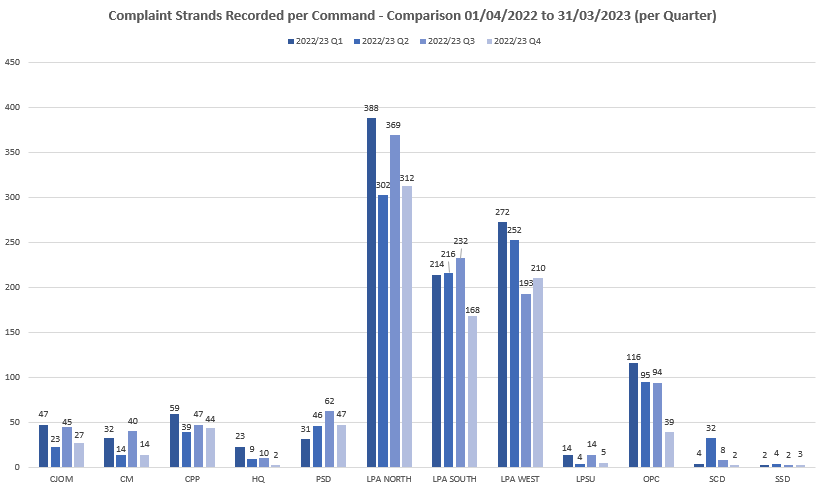 Complaint Strands Recorded per Command - Comparison 01/04/2022 to 31/03/2023 (per Quarter)
2022/23 Q1 2022/23 Q2 2022/23 Q3 2022/23 Q4
450
400
350
300
250
200
150
100
50
0
47 23 45 27
32 14 40 14
59 39 47 44
23 9 10 2
31 46 62 47
388 302 369 312
214 216 232 168
272 252 193 210
14 4 14 5
116 95 94 39
4 32 8 2
2 4 2 3
CJOM CM CPP HQ PSD LPA NORTH LPA SOUTH LPA WEST LPSU OPC SCD SSD